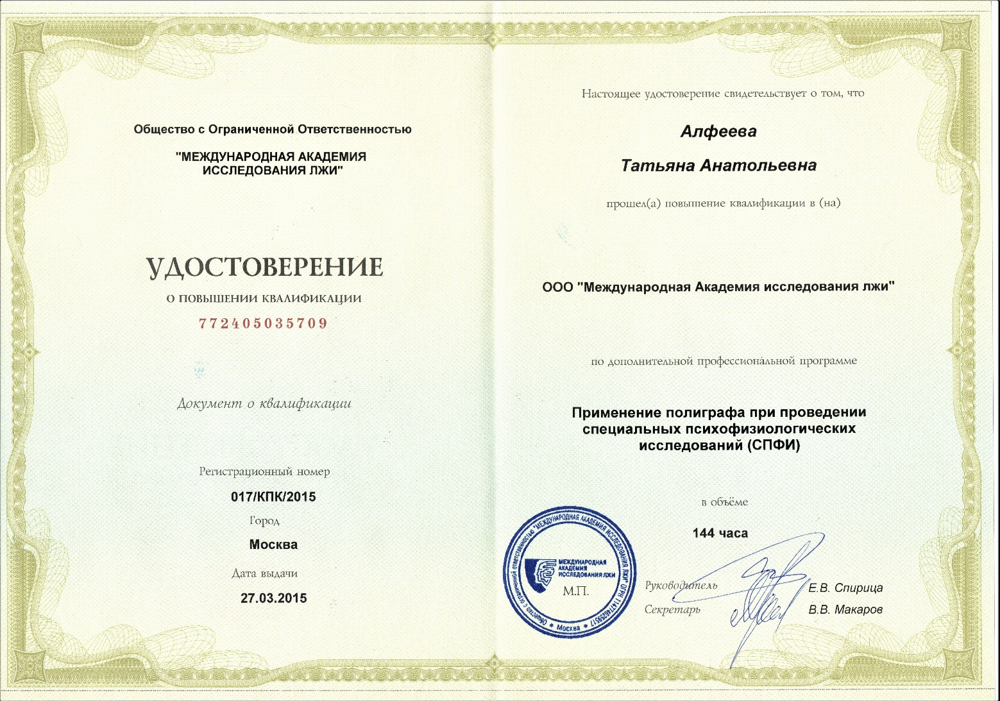 Общество с Ограниченной Ответственностью
"МЕЖДУНАРОДНАЯ АКАДЕМИЯ
ИССЛЕДОВАНИЯ ЛЖИ"
УДОСТОВЕРЕНИЕ
О ПОВЫШЕНИИ КВАЛИФИКАЦИИ
772405035709
Документ о квалификации
Регистрационный номер
017/КПК/2015
Город
Москва
Дата выдачи
27.03.2015
Настоящее удостоверение свидетельствует о том, что
Алфеева
Татьяна Анатольевна
прошел(а) повышение квалификации в (на)
ООО "Международная Академия исследования лжи"
по дополнительной профессиональной программе
Применение полиграфа при проведении
специальных психофизиологических
исследований (СПФИ)
в объёме
144 часа
Руководитель
Е.В. Спирица
Секретарь
В.В. Макаров
Общество с ограниченной ответственностью "МЕЖДУНАРОДНАЯ АКАДЕМИЯ ИССЛЕДОВАНИЯ ЛЖИ" ОГРН
* Москва *
МЕЖДУНАРОДНАЯ
АКАДЕМИЯ
ИССЛЕДОВАНИЯ ЛЖИ
М.П.